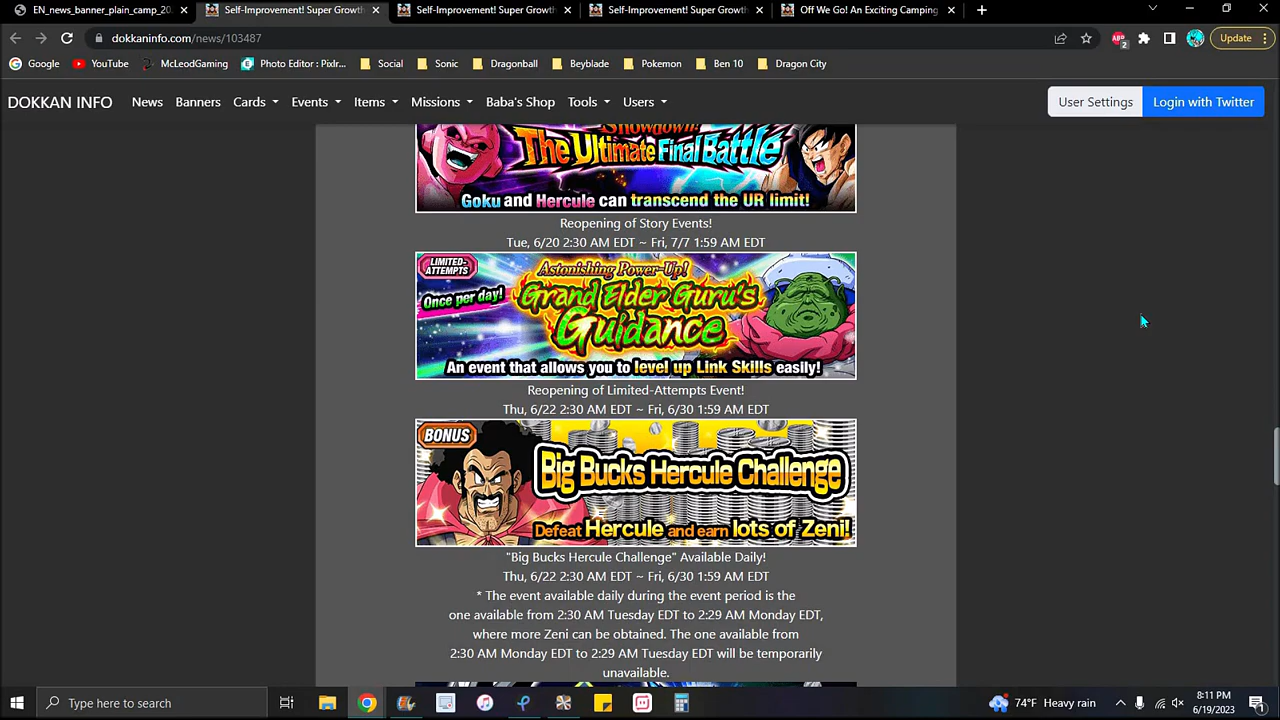 EN_news_banner_plain_camp_20
Self-Improvement! Super Growth
Self-Improvement! Super Growth
Self-Improvement! Super Growth
Off We Go! An Exciting Camping
dokkaninfo.com/news/103487
ABP
2
Update
Google
YouTube
McLeodGaming
Photo Editor : Pixlr...
Social
Sonic
Dragonball
Beyblade
Pokemon
Ben 10
Dragon City
DOKKAN INFO
News
Banners
Cards
Events
Items
Missions
Baba's Shop
Tools
Users
User Settings
Login with Twitter
Showdown!
The Ultimate Final Battle
Goku and Hercule can transcend the UR limit!
Reopening of Story Events!
Tue, 6/20 2:30 AM EDT ~ Fri, 7/7 1:59 AM EDT
LIMITED-
ATTEMPTS
Once per day!
Astonishing Power-Up!
Grand Elder Guru's
Guidance
An event that allows you to level up Link Skills easily!
Reopening of Limited-Attempts Event!
Thu, 6/22 2:30 AM EDT ~ Fri, 6/30 1:59 AM EDT
BONUS
Big Bucks Hercule Challenge
Defeat Hercule and earn lots of Zeni!
"Big Bucks Hercule Challenge" Available Daily!
Thu, 6/22 2:30 AM EDT ~ Fri, 6/30 1:59 AM EDT
* The event available daily during the event period is the
one available from 2:30 AM Tuesday EDT to 2:29 AM Monday EDT,
where more Zeni can be obtained. The one available from
2:30 AM Monday EDT to 2:29 AM Tuesday EDT will be temporarily
unavailable.
Type here to search
74°F Heavy rain
8:11 PM
6/19/2023
1